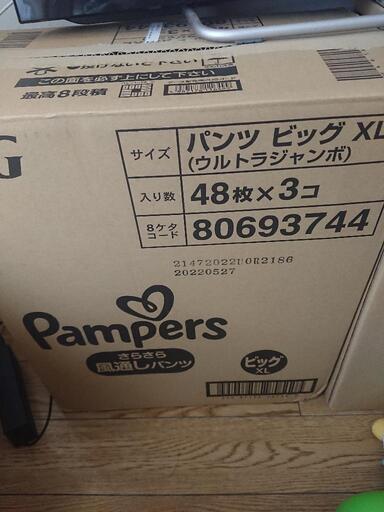 この面を必ず上にして下さい
最高8段積
G
サイズ
パンツ ビッグ XL
(ウルトラジャンボ)
入り数
48枚×3コ
8ケタ
コード
80693744
21472022U0R2186
20220527
Pampers
さらさら
風通しパンツ
ビッグ
XL